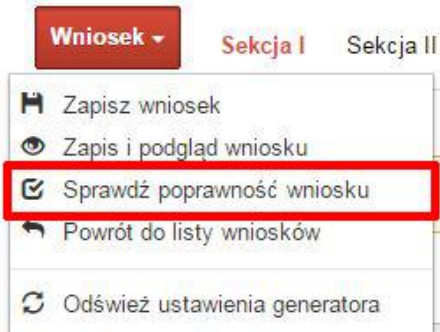 Wniosek Sekcja I Sekcja II
Zapisz wniosek
Zapis i podgląd wniosku
Sprawdź poprawność wniosku
Powrót do listy wniosków
Odśwież ustawienia generatora